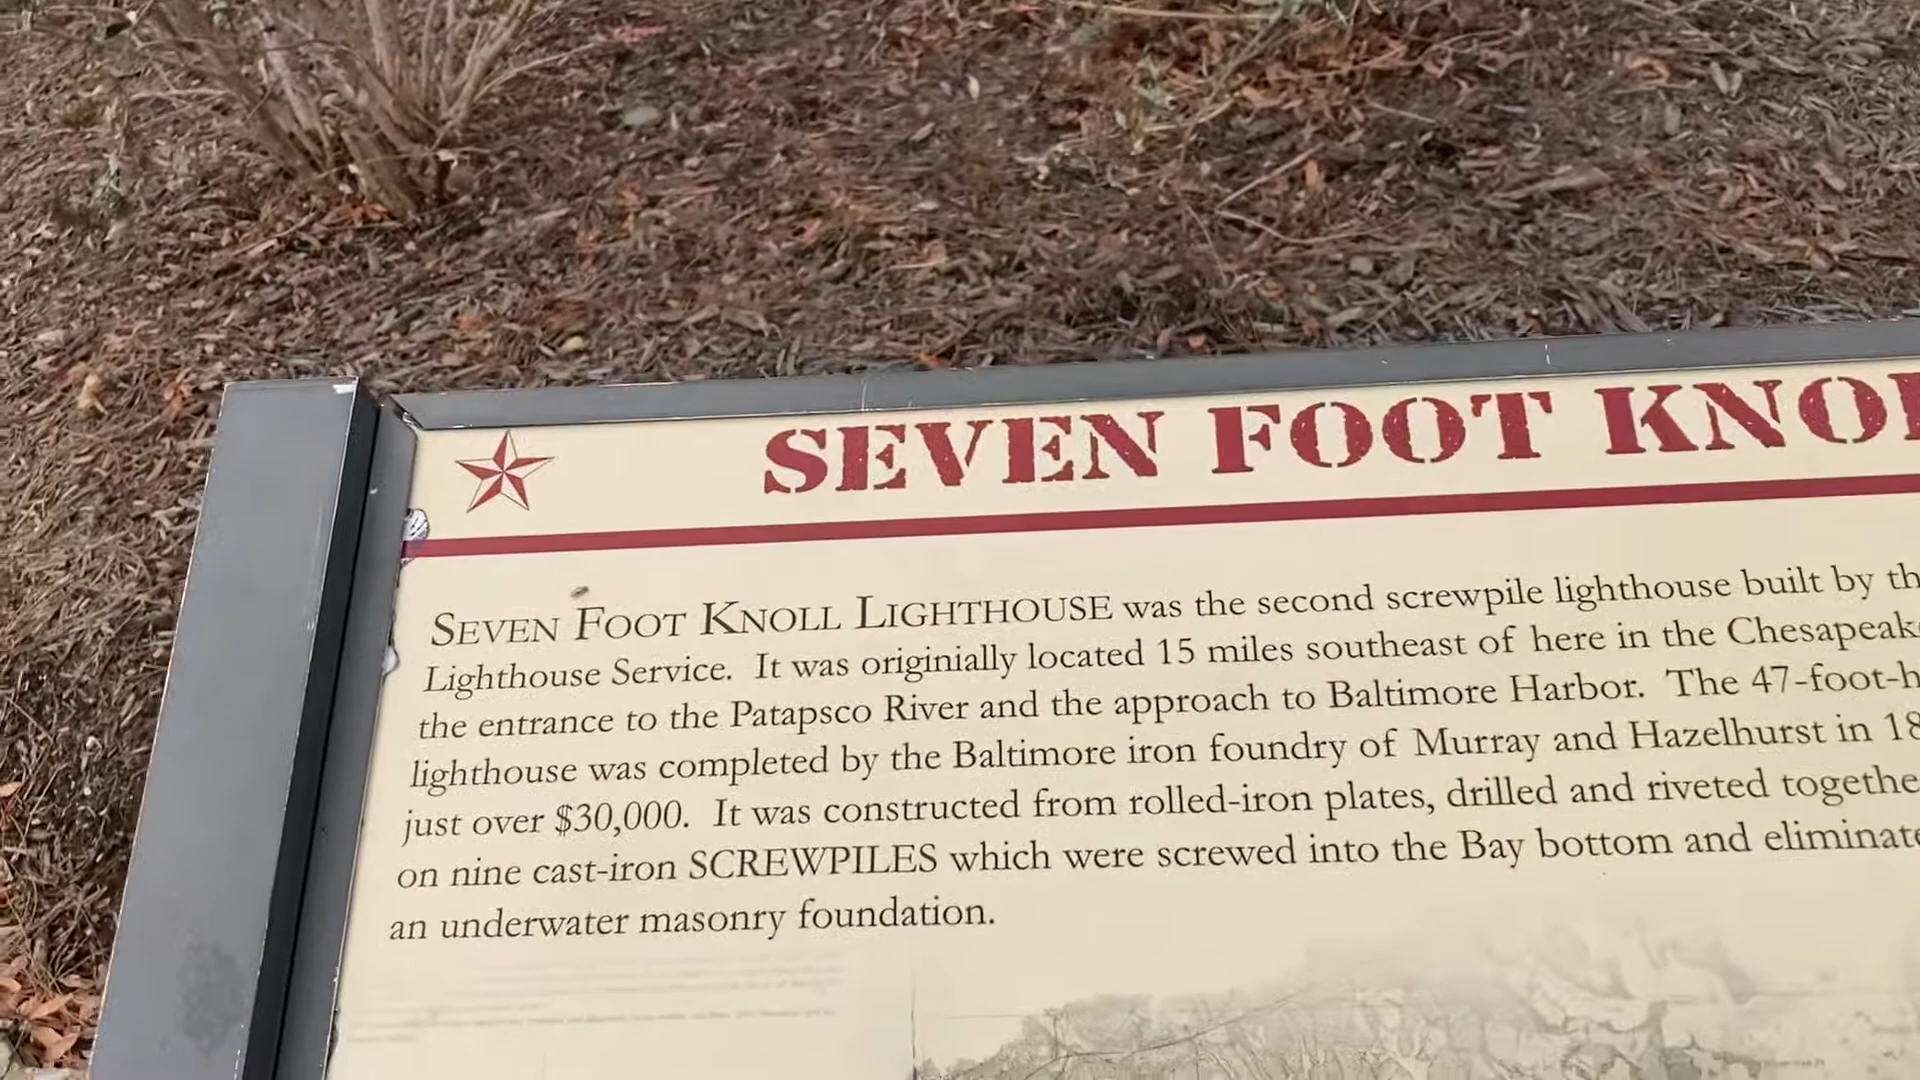 SEVEN FOOT KNO
SEVEN FOOT KNOLL LIGHTHOUSE was the second screwpile lighthouse built by th
Lighthouse Service. It was originially located 15 miles southeast of here in the Chesapeake
the entrance to the Patapsco River and the approach to Baltimore Harbor. The 47-foot-h
lighthouse was completed by the Baltimore iron foundry of Murray and Hazelhurst in 18
just over $30,000. It was constructed from rolled-iron plates, drilled and riveted togethe
on nine cast-iron SCREWPILES which were screwed into the Bay bottom and eliminate
an underwater masonry foundation.